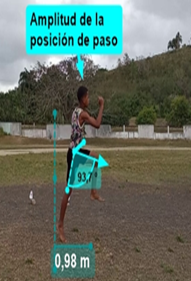 Amplitud de la
posición de paso
93,7 °
0,98 m